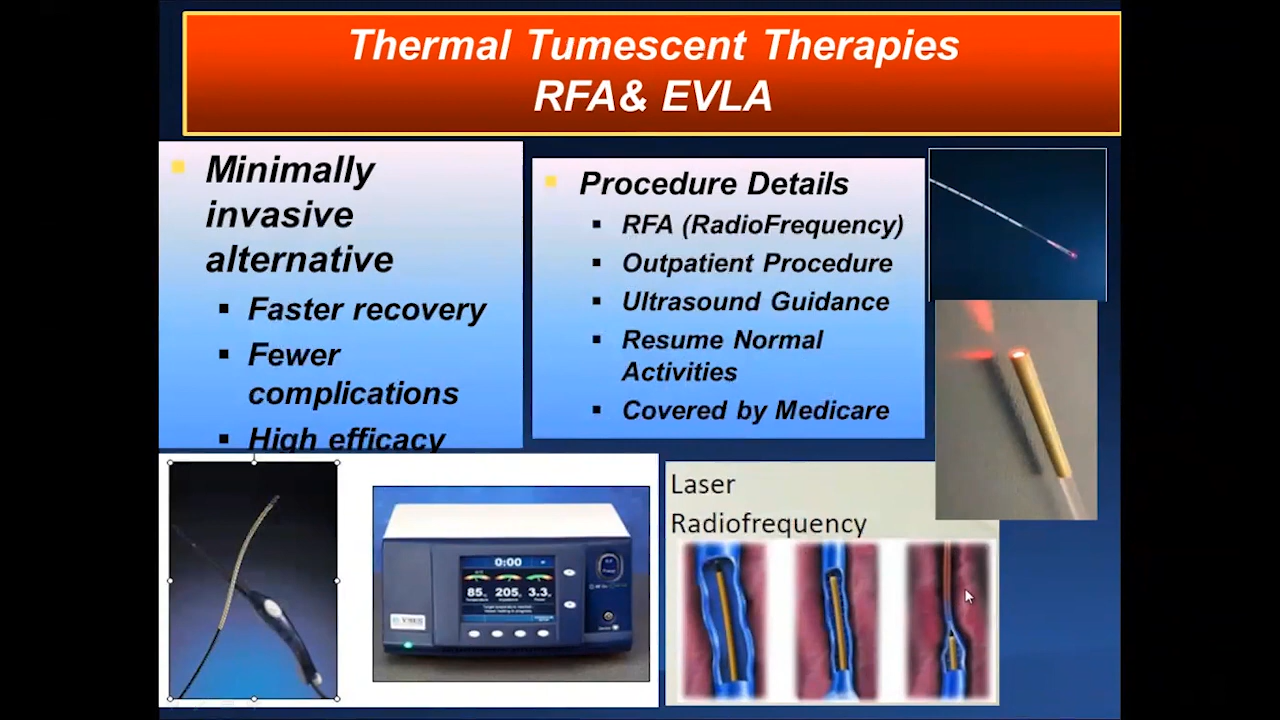 Thermal Tumescent Therapies
RFA& EVLA
Minimally
invasive
alternative
Faster recovery
Fewer
complications
High efficacy
Procedure Details
RFA (RadioFrequency)
Outpatient Procedure
Ultrasound Guidance
Resume Normal
Activities
Covered by Medicare
0:00
85
205
3.3
Laser
Radiofrequency